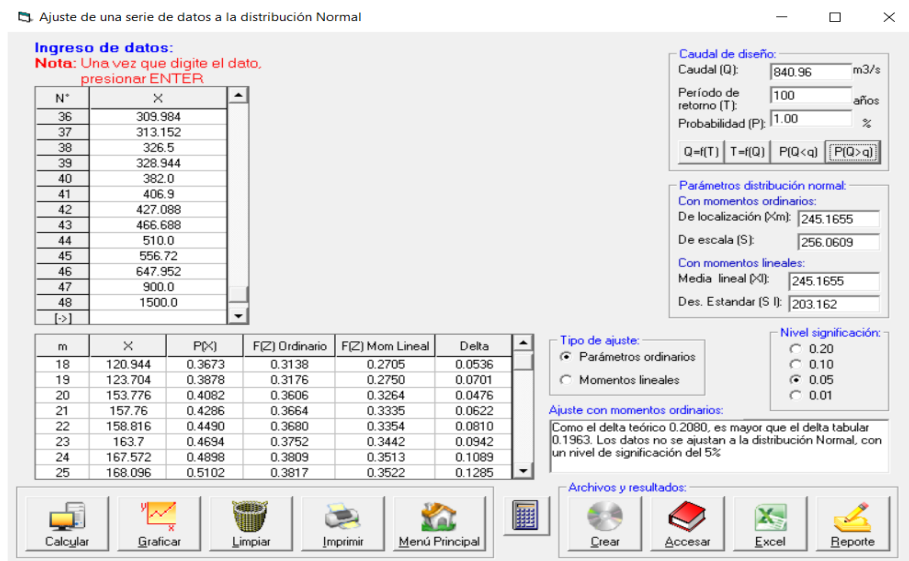 Ajuste de una serie de datos a la distribución Normal
Ingreso de datos:
Nota: Una vez que digite el dato,
presionar ENTER
N° X
36 309.984
37 313.152
38 326.5
39 328.944
40 382.0
41 406.9
42 427.088
43 466.688
44 510.0
45 556.72
46 647.952
47 900.0
48 1500.0
[->]
Caudal de diseño:
Caudal (Q): 840.96 m3/s
Período de
retorno (T): 100 años
Probabilidad (P): 1.00 %
Q=f(T) T=f(Q) P(Q<q) P(Q>q)
Parámetros distribución normal:
Con momentos ordinarios:
De localización (Xm): 245.1655
De escala (S): 256.0609
Con momentos lineales:
Media lineal (Xl): 245.1655
Des. Estandar (S l): 203.162
m X P(X) F(Z) Ordinario F(Z) Mom Lineal Delta
18 120.944 0.3673 0.3138 0.2705 0.0536
19 123.704 0.3878 0.3176 0.2750 0.0701
20 153.776 0.4082 0.3606 0.3264 0.0476
21 157.76 0.4286 0.3664 0.3335 0.0622
22 158.816 0.4490 0.3680 0.3354 0.0810
23 163.7 0.4694 0.3752 0.3442 0.0942
24 167.572 0.4898 0.3809 0.3513 0.1089
25 168.096 0.5102 0.3817 0.3522 0.1285
Tipo de ajuste:
Parámetros ordinarios
Momentos lineales
Nivel significación:
0.20
0.10
0.05
0.01
Ajuste con momentos ordinarios:
Como el delta teórico 0.2080, es mayor que el delta tabular
0.1963. Los datos no se ajustan a la distribución Normal, con
un nivel de significación del 5%
Calcular Graficar Limpiar Imprimir Menú Principal
Archivos y resultados:
Crear Accesar Excel Reporte